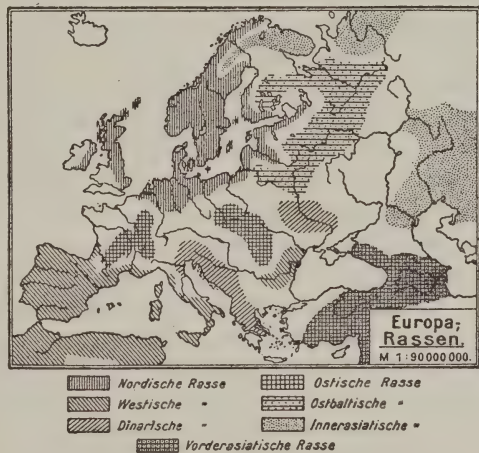 Europa;
Rassen.
M 1:90000000.
Nordische Rasse
Ostische Rasse
Westische "
Ostbaltische "
Dinarische "
Innerasiatische "
Vorderasiatische Rasse